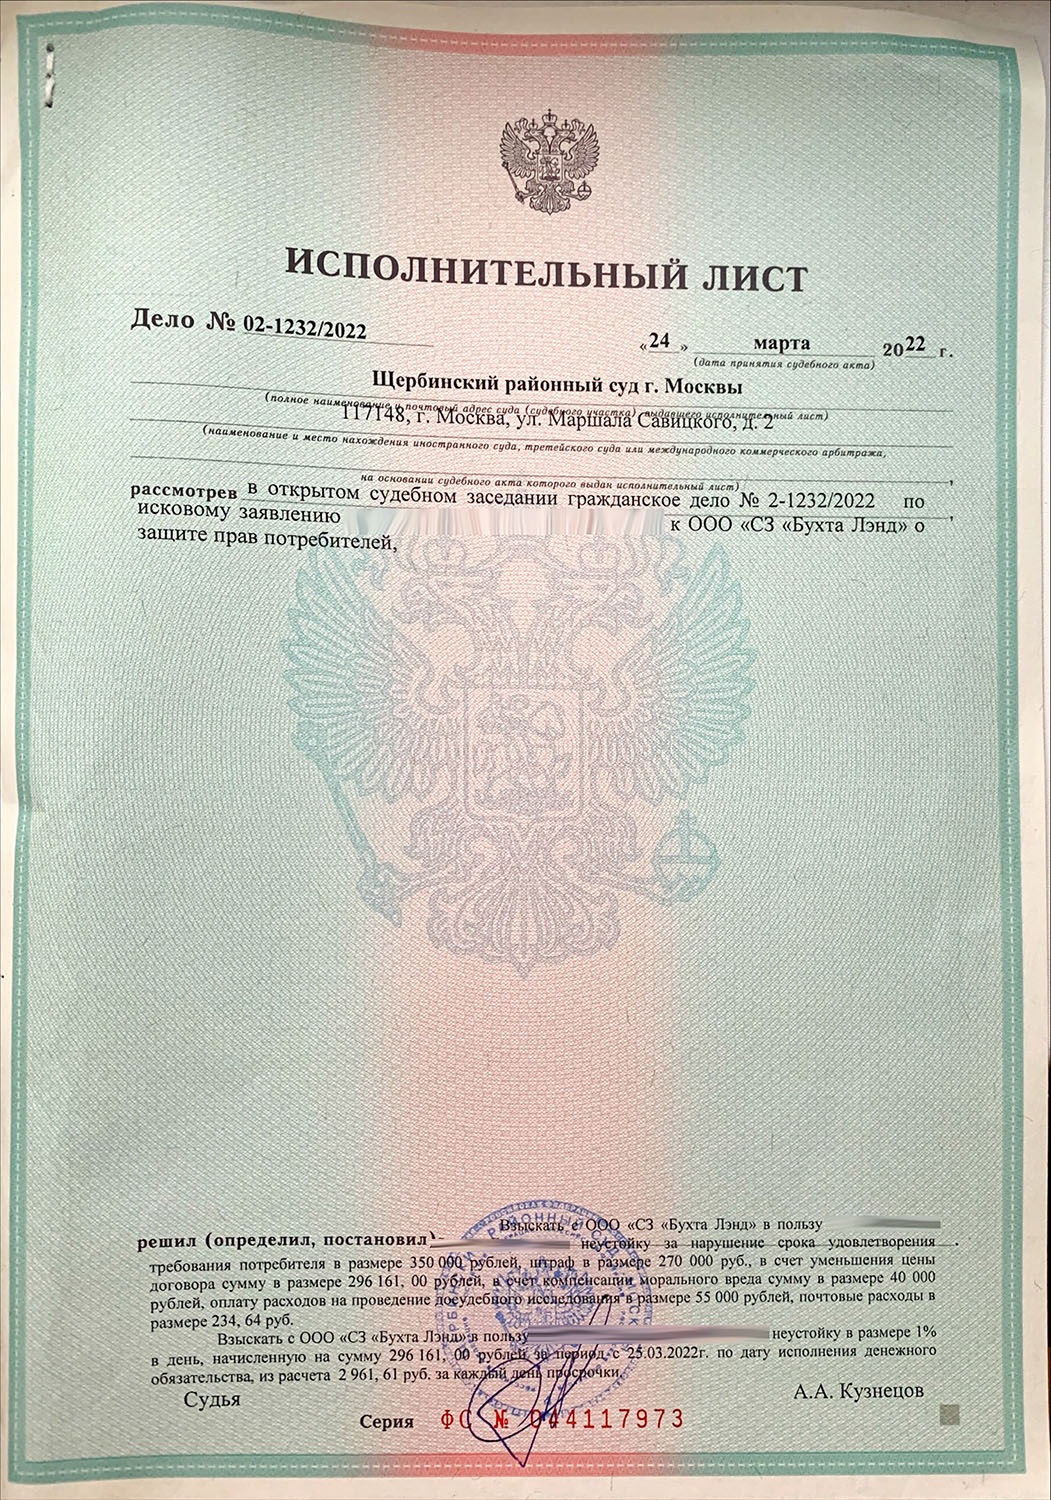 ИСПОЛНИТЕЛЬНЫЙ ЛИСТ
Дело № 02-1232/2022
«24» марта 2022 г.
(дата принятия судебного акта)
Щербинский районный суд г. Москвы
(полное наименование и почтовый адрес суда (судебного участка) выдавшего исполнительный лист)
117148, г. Москва, ул. Маршала Савицкого, д. 2
(наименование и место нахождения иностранного суда, третейского суда или международного коммерческого арбитража,
на основании судебного акта которого выдан исполнительный лист)
рассмотрев в открытом судебном заседании гражданское дело № 2-1232/2022 по
исковому заявлению к ООО «СЗ «Бухта Лэнд» о
защите прав потребителей,
Взыскать с ООО «СЗ «Бухта Лэнд» в пользу
решил (определил, постановил) неустойку за нарушение срока удовлетворения
требования потребителя в размере 350 000 рублей, штраф в размере 270 000 руб., в счет уменьшения цены
договора сумму в размере 296 161, 00 рублей, в счет компенсации морального вреда сумму в размере 40 000
рублей, оплату расходов на проведение досудебного исследования в размере 55 000 рублей, почтовые расходы в
размере 234, 64 руб.
Взыскать с ООО «СЗ «Бухта Лэнд» в пользу неустойку в размере 1%
в день, начисленную на сумму 296 161, 00 рублей за период с 25.03.2022г. по дату исполнения денежного
обязательства, из расчета 2 961, 61 руб. за каждый день просрочки.
Судья А.А. Кузнецов
Серия ФС № 044117973